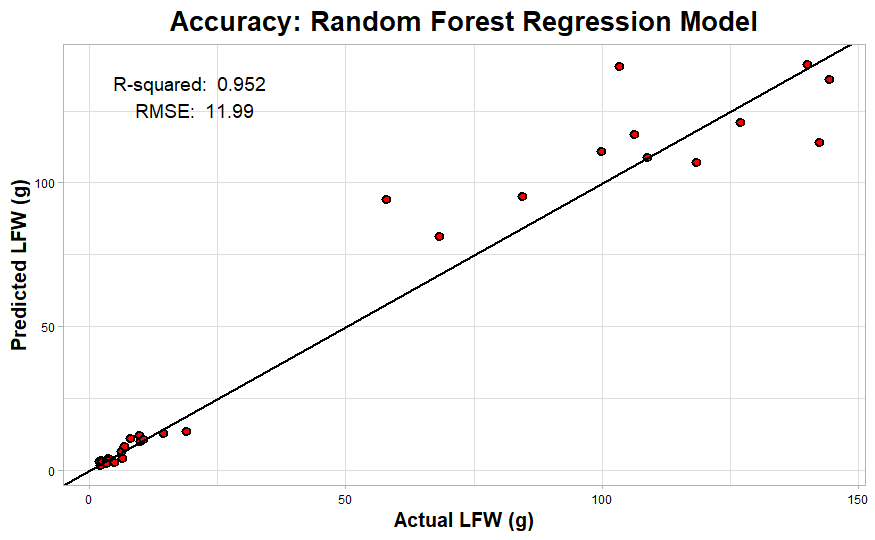 Accuracy: Random Forest Regression Model
R-squared: 0.952
RMSE: 11.99
Predicted LFW (g)
100
50
0
0
50
100
150
Actual LFW (g)